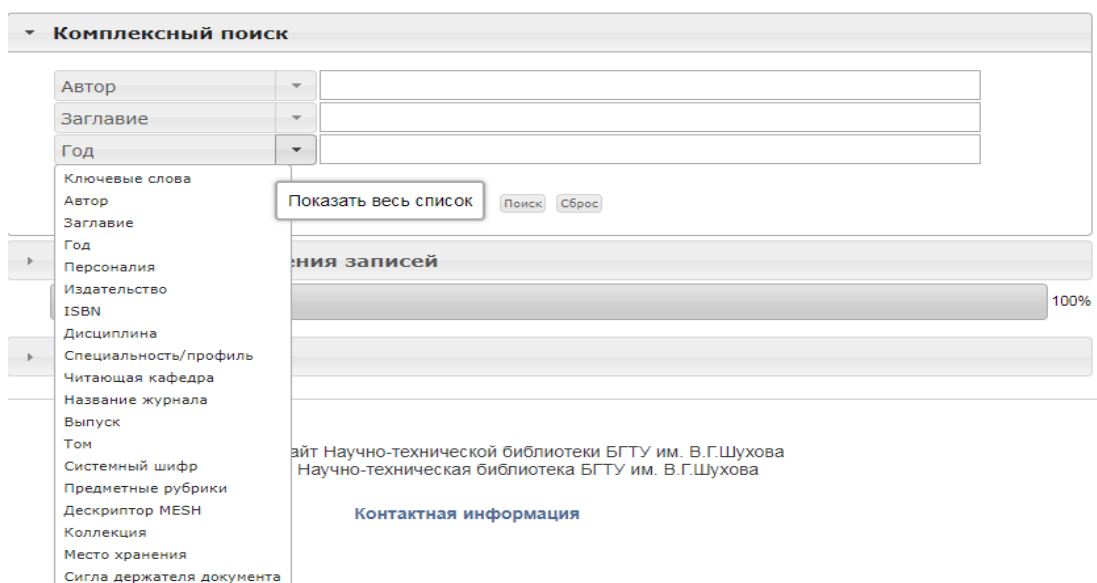 Комплексный поиск
Автор
Заглавие
Год
Ключевые слова
Автор
Показать весь список
Поиск
Сброс
Заглавие
Год
Персоналия
ния записей
Издательство
100%
ISBN
Дисциплина
Специальность/профиль
Читающая кафедра
Название журнала
Выпуск
Том
айт Научно-технической библиотеки БГТУ им. В.Г.Шухова
Системный шифр
Научно-техническая библиотека БГТУ им. В.Г.Шухова
Предметные рубрики
Дескриптор MESH
Контактная информация
Коллекция
Место хранения
Сигла держателя документа